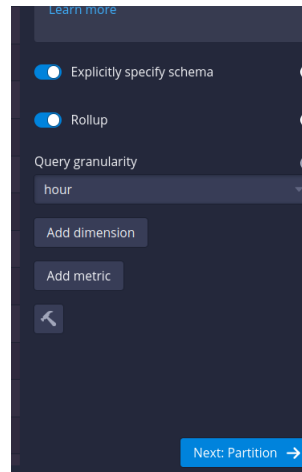 Learn more
Explicitly specify schema
Rollup
Query granularity
hour
Add dimension
Add metric
Next: Partition